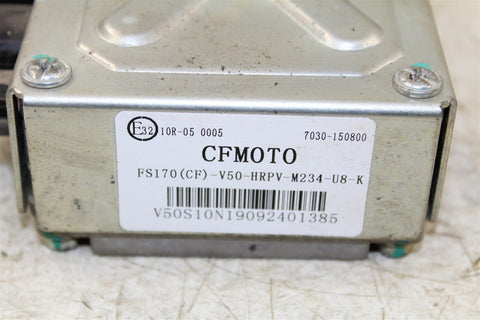 E32 10R-05 0005 7030-150800
CFMOTO
FS170(CF)-V50-HRPV-M234-U8-K
V50S10N19092401385